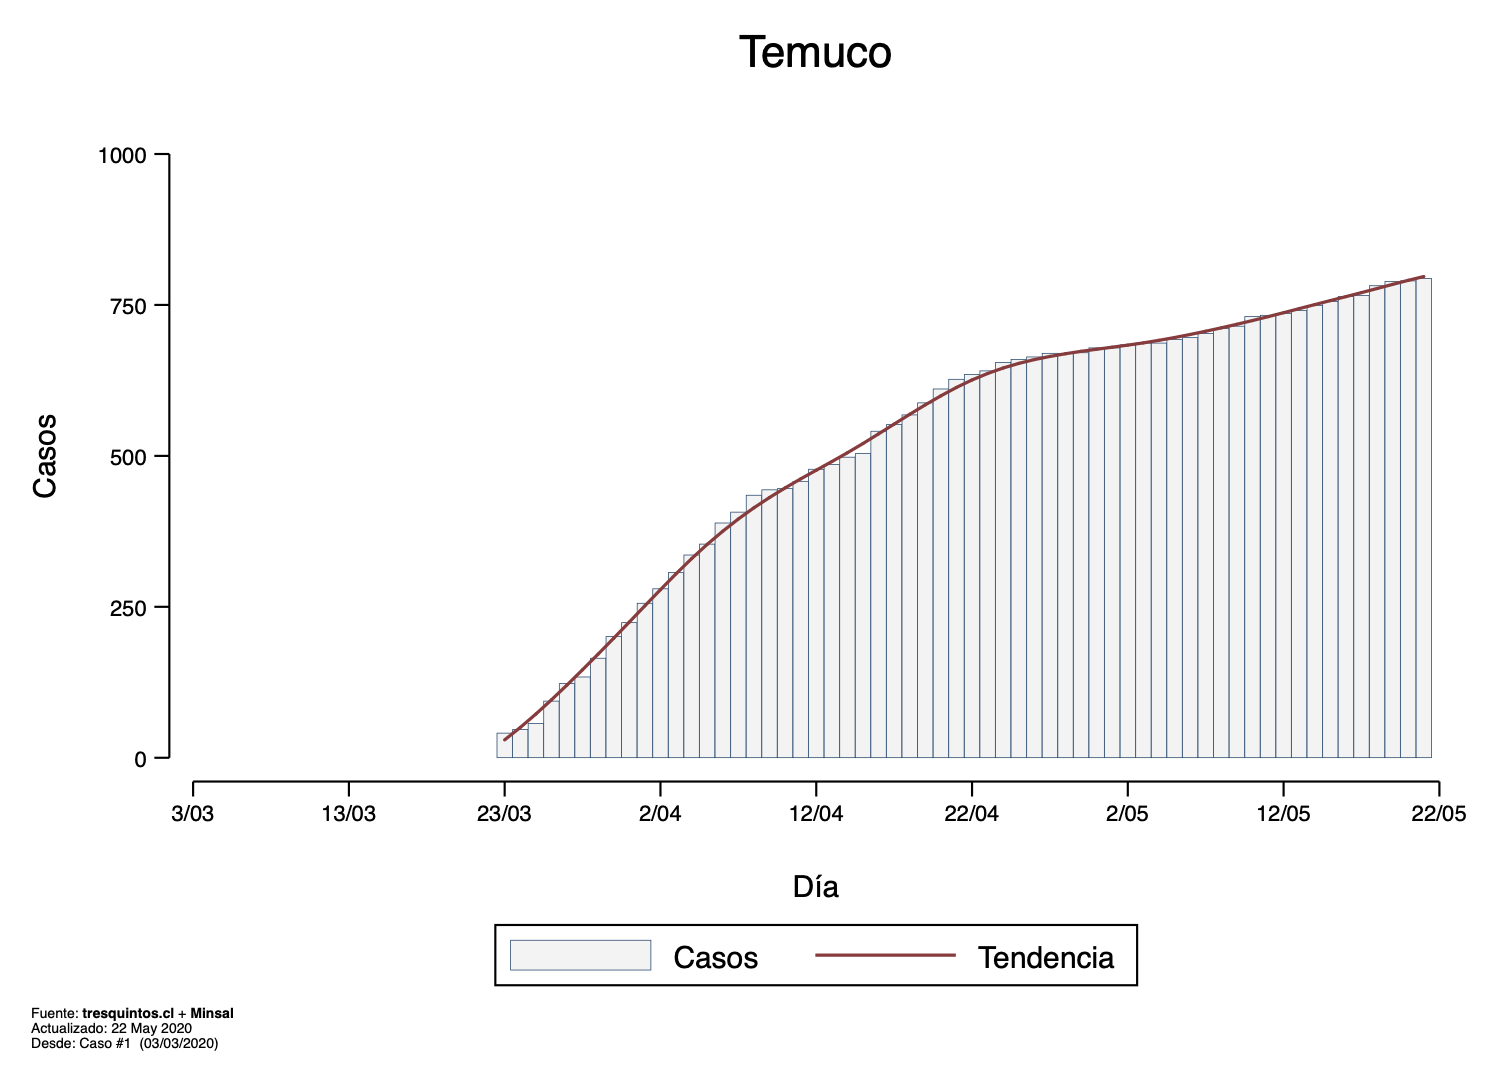 Temuco
1000
750
500
250
0
Casos
3/03 13/03 23/03 2/04 12/04 22/04 2/05 12/05 22/05
Día
Casos Tendencia
Fuente: tresquintos.cl + Minsal
Actualizado: 22 May 2020
Desde: Caso #1 (03/03/2020)